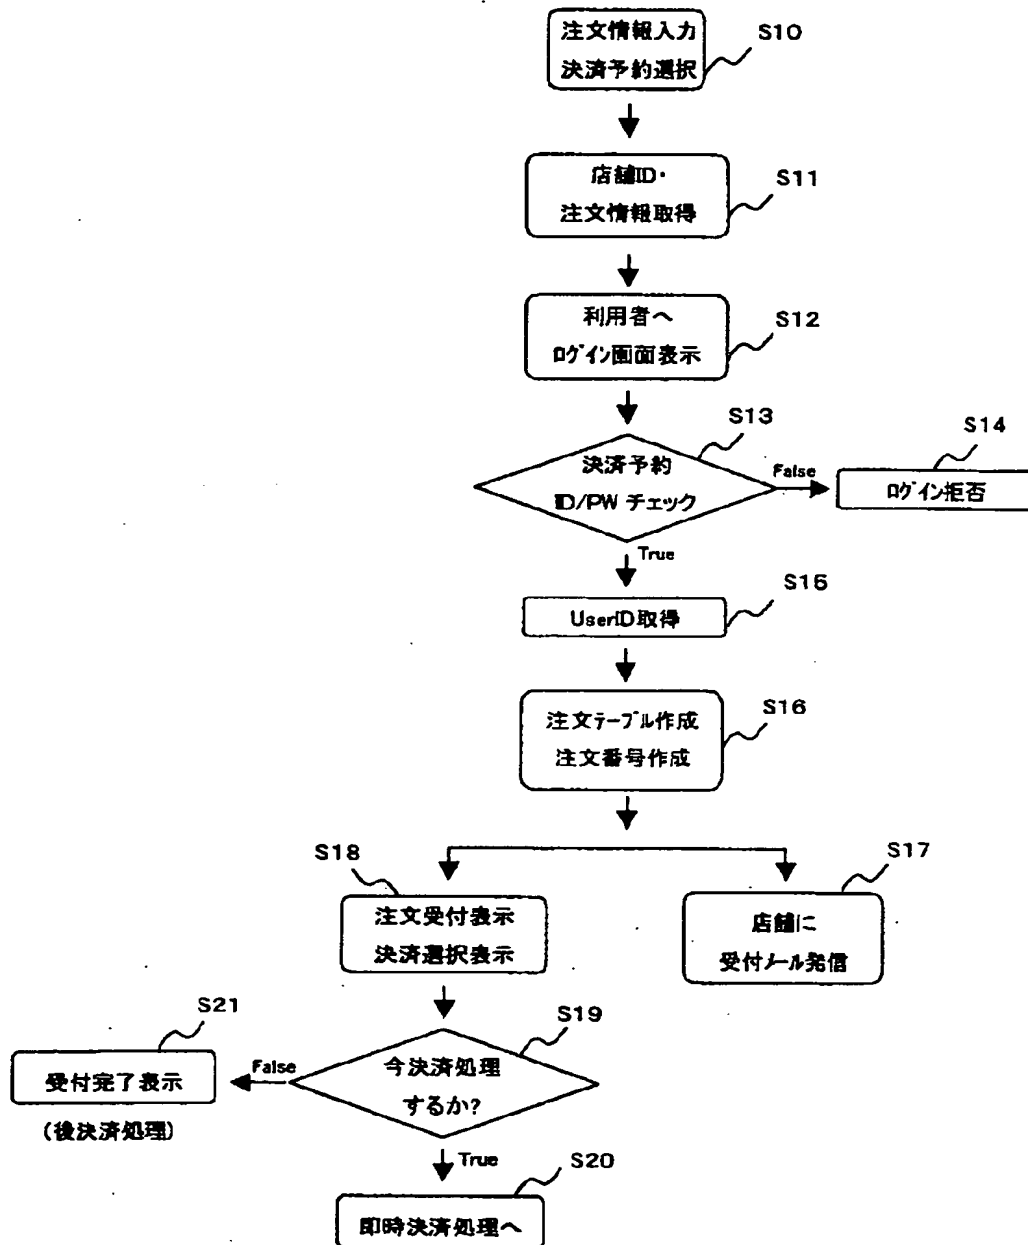 注文情報入力
決済予約選択
S10
店舗ID・
注文情報取得
S11
利用者へ
ログイン画面表示
S12
決済予約
ID/PW チェック
S13
False
ログイン拒否
S14
True
UserID取得
S15
注文テーブル作成
注文番号作成
S16
S18
注文受付表示
決済選択表示
S17
店舗に
受付メール発信
S21
受付完了表示
(後決済処理)
False
今決済処理
するか?
S19
True
S20
即時決済処理へ